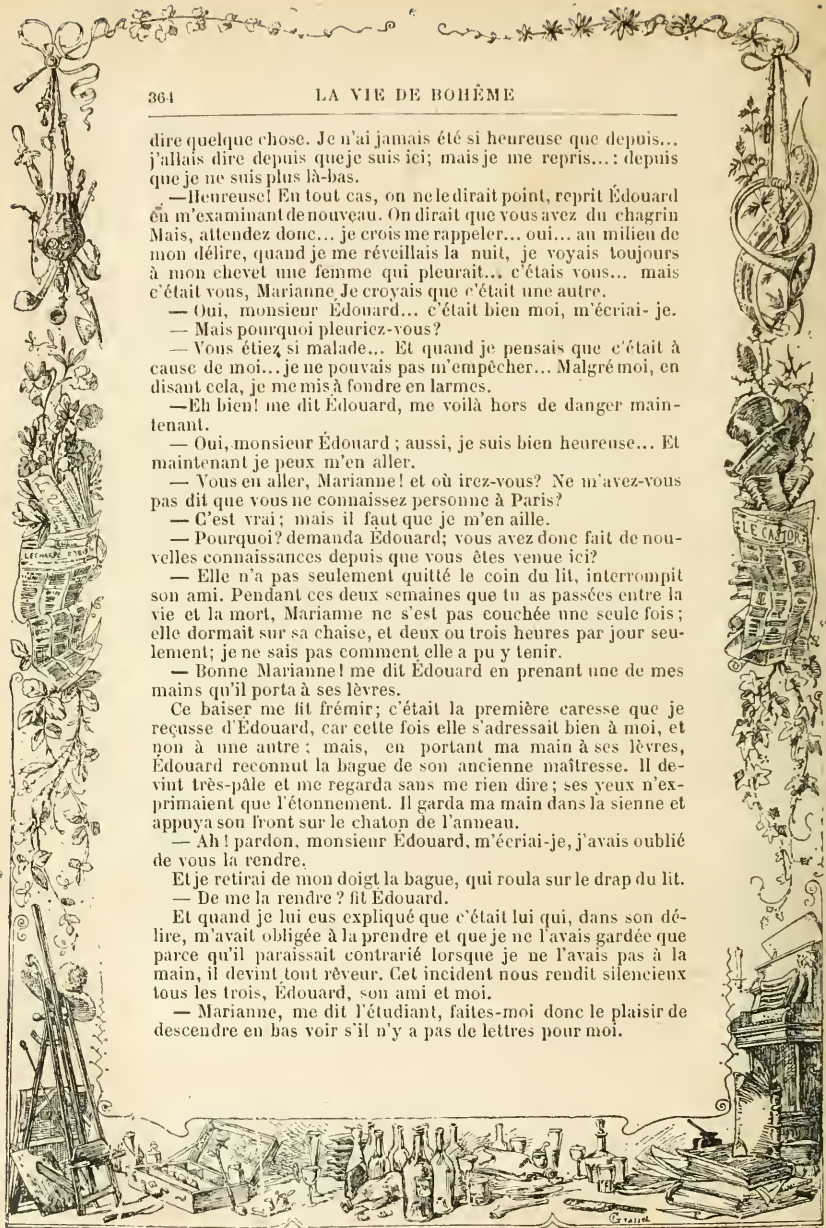 364 LA VIE DE BOHÊME
dire quelque chose. Je n'ai jamais été si heureuse que depuis...
j'allais dire depuis que je suis ici; mais je me repris... : depuis
que je ne suis plus là-bas.
— Heureuse! En tout cas, on ne le dirait point, reprit Édouard
en m'examinant de nouveau. On dirait que vous avez du chagrin
Mais, attendez donc... je crois me rappeler... oui... au milieu de
mon délire, quand je me réveillais la nuit, je voyais toujours
à mon chevet une femme qui pleurait... c'étais vous... mais
c'était vous, Marianne. Je croyais que c'était une autre.
— Oui, monsieur Édouard... c'était bien moi, m'écriai- je.
— Mais pourquoi pleuriez-vous?
— Vous étiez si malade... Et quand je pensais que c'était à
cause de moi... je ne pouvais pas m'empêcher... Malgré moi, en
disant cela, je me mis à fondre en larmes.
— Eh bien! me dit Édouard, me voilà hors de danger main-
tenant.
— Oui, monsieur Édouard ; aussi, je suis bien heureuse... Et
maintenant je peux m'en aller.
— Vous en aller, Marianne! et où irez-vous? Ne m'avez-vous
pas dit que vous ne connaissez personne à Paris?
— C'est vrai; mais il faut que je m'en aille.
— Pourquoi? demanda Édouard; vous avez donc fait de nou-
velles connaissances depuis que vous êtes venue ici?
— Elle n'a pas seulement quitté le coin du lit, interrompit
son ami. Pendant ces deux semaines que tu as passées entre la
vie et la mort, Marianne ne s'est pas couchée une seule fois;
elle dormait sur sa chaise, et deux ou trois heures par jour seu-
lement; je ne sais pas comment elle a pu y tenir.
— Bonne Marianne! me dit Édouard en prenant une de mes
mains qu'il porta à ses lèvres.
Ce baiser me fit frémir; c'était la première caresse que je
reçusse d'Édouard, car cette fois elle s'adressait bien à moi, et
non à une autre ; mais, en portant ma main à ses lèvres,
Édouard reconnut la bague de son ancienne maîtresse. Il de-
vint très-pâle et me regarda sans me rien dire; ses yeux n'ex-
primaient que l'étonnement. Il garda ma main dans la sienne et
appuya son front sur le chaton de l'anneau.
— Ah! pardon, monsieur Édouard, m'écriai-je, j'avais oublié
de vous la rendre.
Et je retirai de mon doigt la bague, qui roula sur le drap du lit.
— De me la rendre ? fit Édouard.
Et quand je lui eus expliqué que c'était lui qui, dans son dé-
lire, m'avait obligée à la prendre et que je ne l'avais gardée que
parce qu'il paraissait contrarié lorsque je ne l'avais pas à la
main, il devint tout rêveur. Cet incident nous rendit silencieux
tous les trois, Édouard, son ami et moi.
— Marianne, me dit l'étudiant, faites-moi donc le plaisir de
descendre en bas voir s'il n'y a pas de lettres pour moi.
LE CASTOR